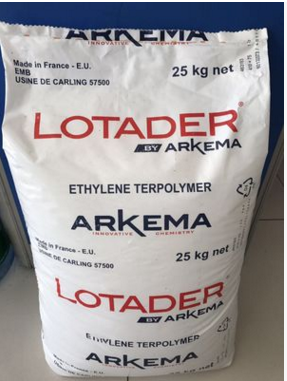 ARKEMA
INNOVATIVE CHEMISTRY
Made in France - E.U.
EMB
USINE DE CARLING 57500
25 kg net
LOTADER®
BY ARKEMA
ETHYLENE TERPOLYMER
ARKEMA
INNOVATIVE CHEMISTRY
Made in France - E.U.
USINE DE CARLING 57500
25 kg net
LOTADER®
BY ARKEMA
ETHYLENE TERPOLYMER
ARKEMA
Made in